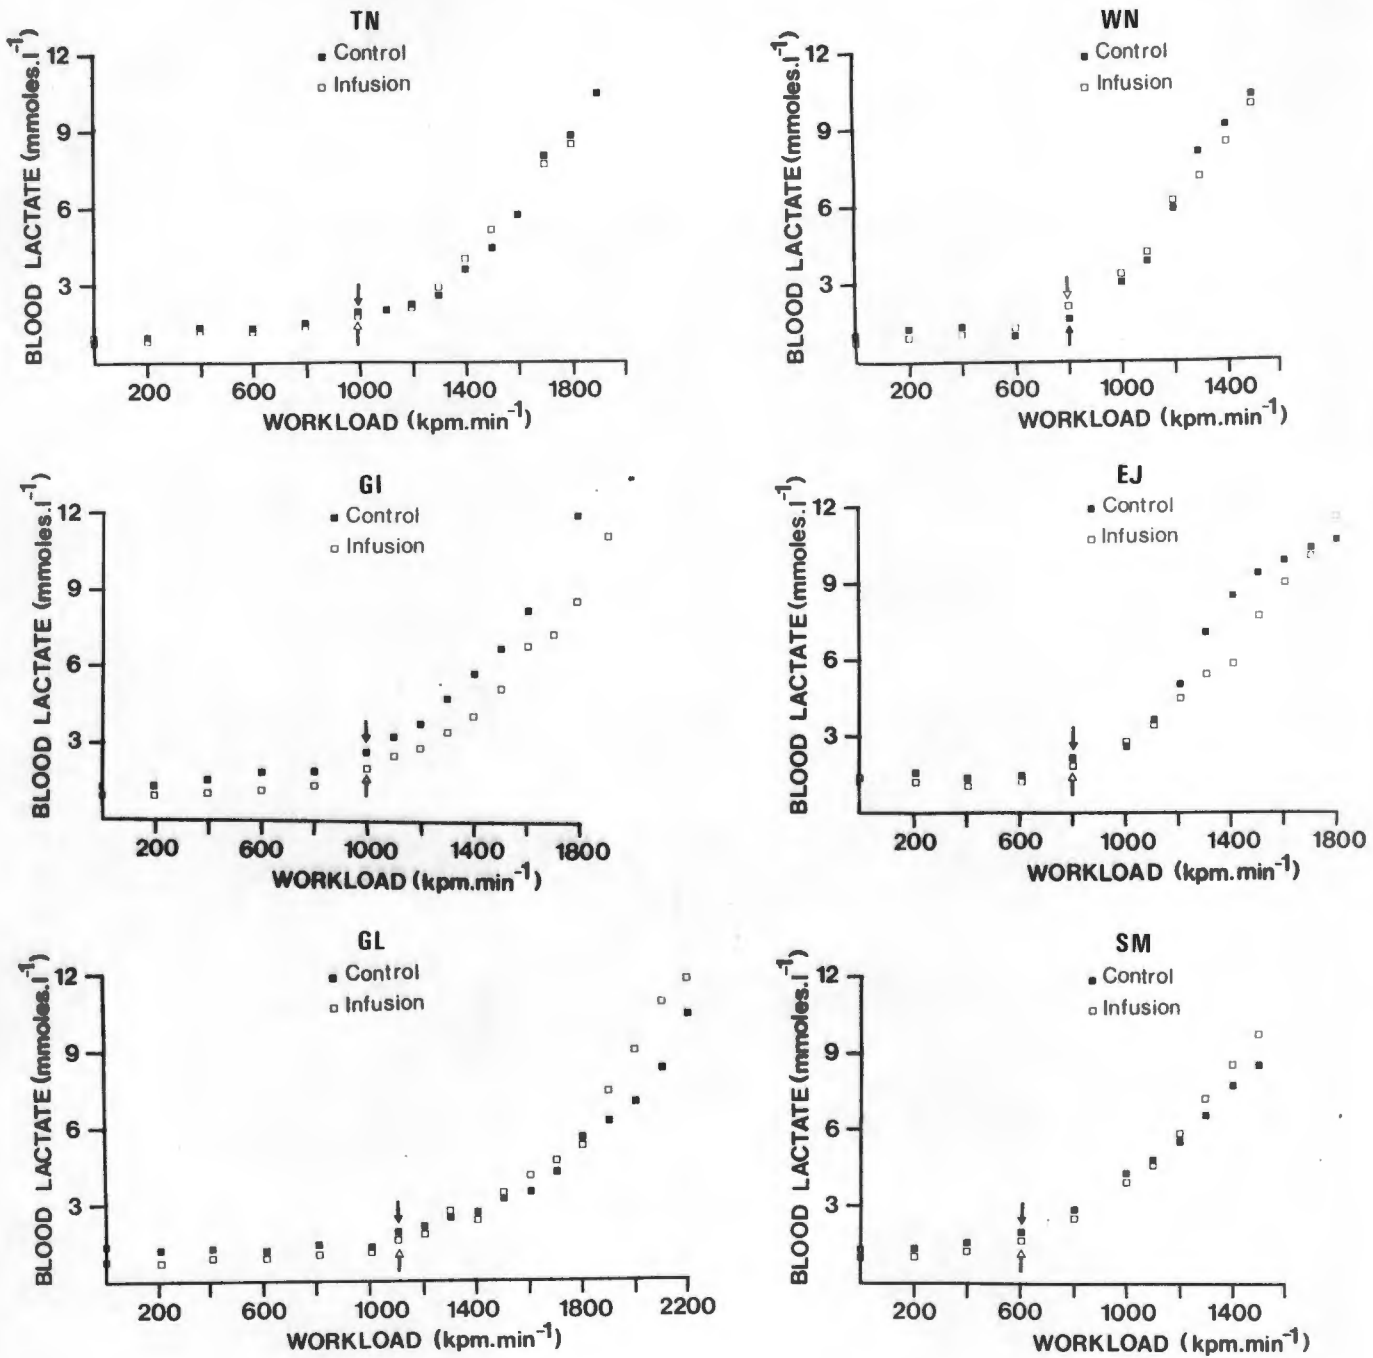 TN
Control
Infusion
BLOOD LACTATE (mmoles.l⁻¹)
12
9
6
3
200 600 1000 1400 1800
WORKLOAD (kpm.min⁻¹)
WN
Control
Infusion
BLOOD LACTATE (mmoles.l⁻¹)
12
9
6
3
200 600 1000 1400
WORKLOAD (kpm.min⁻¹)
GI
Control
Infusion
BLOOD LACTATE (mmoles.l⁻¹)
12
9
6
3
200 600 1000 1400 1800
WORKLOAD (kpm.min⁻¹)
EJ
Control
Infusion
BLOOD LACTATE (mmoles.l⁻¹)
12
9
6
3
200 600 1000 1400 1800
WORKLOAD (kpm.min⁻¹)
GL
Control
Infusion
BLOOD LACTATE (mmoles.l⁻¹)
12
9
6
3
200 600 1000 1400 1800 2200
WORKLOAD (kpm.min⁻¹)
SM
Control
Infusion
BLOOD LACTATE (mmoles.l⁻¹)
12
9
6
3
200 600 1000 1400
WORKLOAD (kpm.min⁻¹)